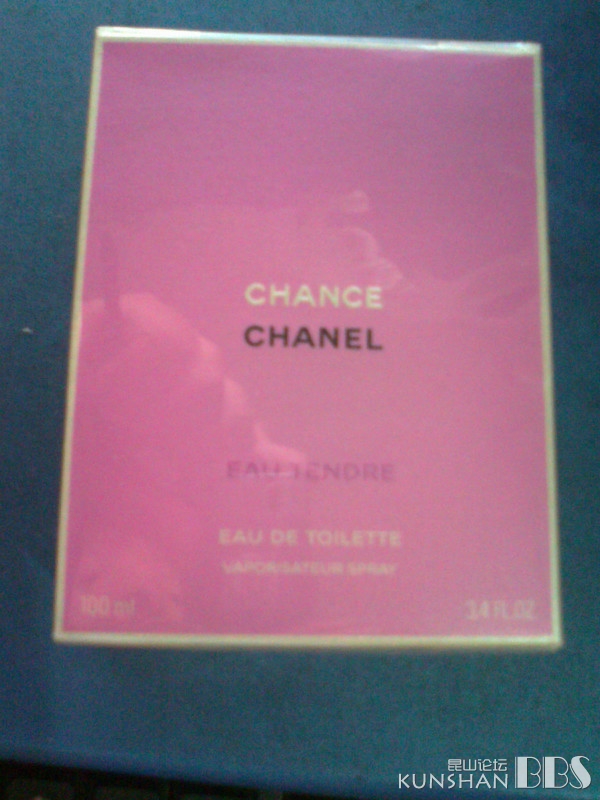 CHANCE
CHANEL
EAU TENDRE
EAU DE TOILETTE
VAPORISATEUR SPRAY
100 ml
3.4 FL.OZ
昆山论坛
KUNSHAN BBS